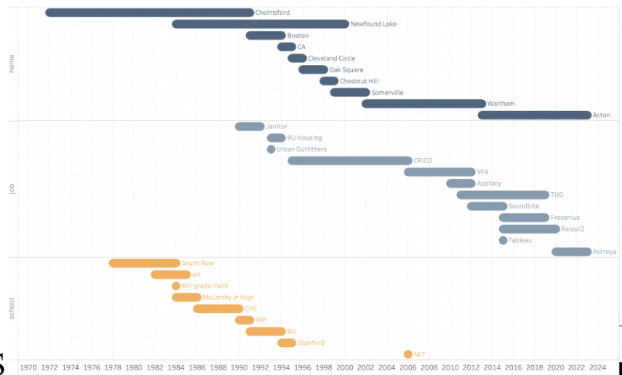 Chelmsford
Newfound Lake
Boston
CA
Cleveland Circle
Oak Square
Chestnut Hill
Somerville
Waltham
Acton
home
Janitor
BU Housing
Urban Outfitters
CRICO
VFA
Apefacy
TUG
Soundbite
Fresenius
RelayIQ
Tableau
Astreya
job
South Row
art
6th grade math
McCarthy Jr High
CHS
WPI
BU
Stanford
MIT
school
S
1970 1972 1974 1976 1978 1980 1982 1984 1986 1988 1990 1992 1994 1996 1998 2000 2002 2004 2006 2008 2010 2012 2014 2016 2018 2020 2022 2024